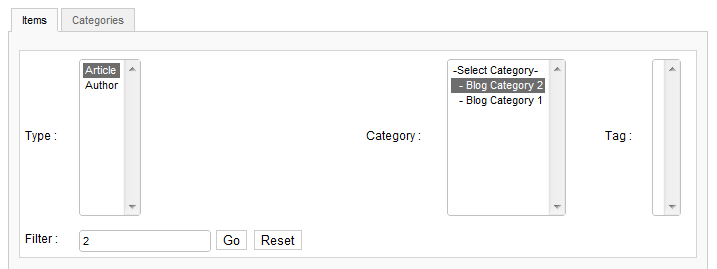 Items Categories
Type : Article
Author
Category : -Select Category-
- Blog Category 2
- Blog Category 1
Tag :
Filter : 2 Go Reset